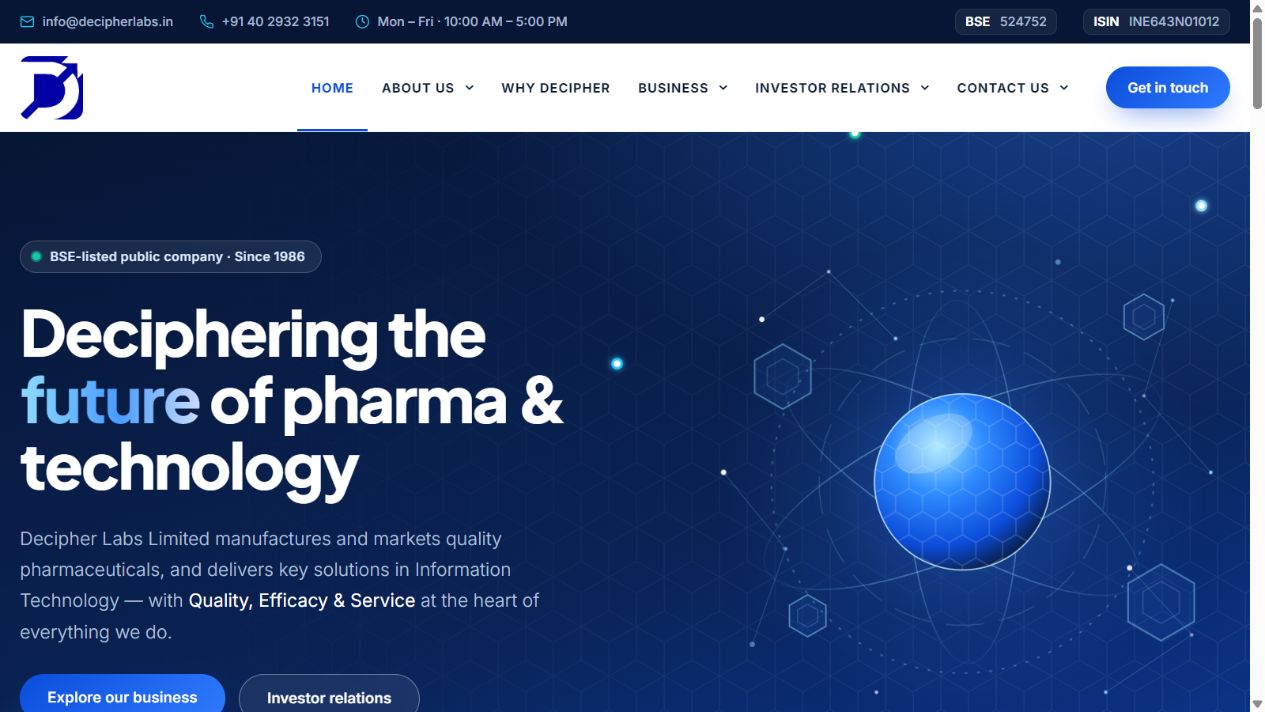 info@decipherlabs.in
+91 40 2932 3151
Mon – Fri · 10:00 AM – 5:00 PM
BSE 524752
ISIN INE643N01012
HOME
ABOUT US
WHY DECIPHER
BUSINESS
INVESTOR RELATIONS
CONTACT US
Get in touch
BSE-listed public company · Since 1986
Deciphering the
future of pharma &
technology
Decipher Labs Limited manufactures and markets quality
pharmaceuticals, and delivers key solutions in Information
Technology — with Quality, Efficacy & Service at the heart of
everything we do.
Explore our business
Investor relations